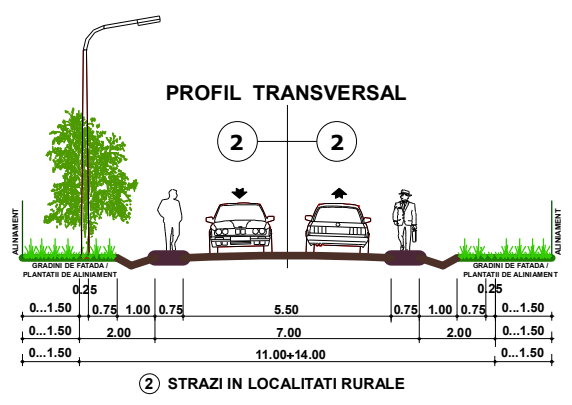 PROFIL TRANSVERSAL
2 2
ALINIAMENT
ALINIAMENT
GRADINI DE FATADA /
PLANTATII DE ALINIAMENT
GRADINI DE FATADA /
PLANTATII DE ALINIAMENT
0.25 0.25
0...1.50 0.75 1.00 0.75 5.50 0.75 1.00 0.75 0...1.50
0...1.50 2.00 7.00 2.00 0...1.50
0...1.50 11.00+14.00 0...1.50
2 STRAZI IN LOCALITATI RURALE